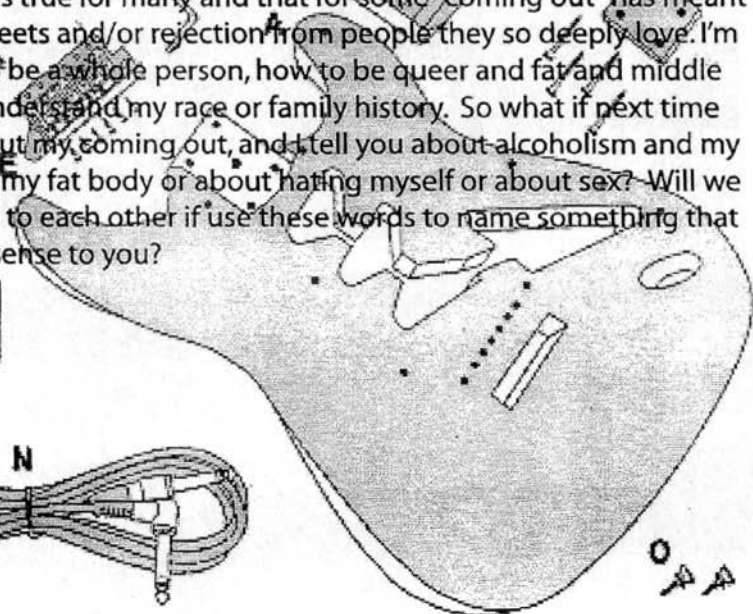 s true for many and that for some "coming out" has meant
eets and/or rejection from people they so deeply love. I'm
be a whole person, how to be queer and fat and middle
nderstand my race or family history. So what if next time
ut my coming out, and I tell you about alcoholism and my
my fat body or about hating myself or about sex? Will we
to each other if use these words to name something that
sense to you?
A
E
N
O